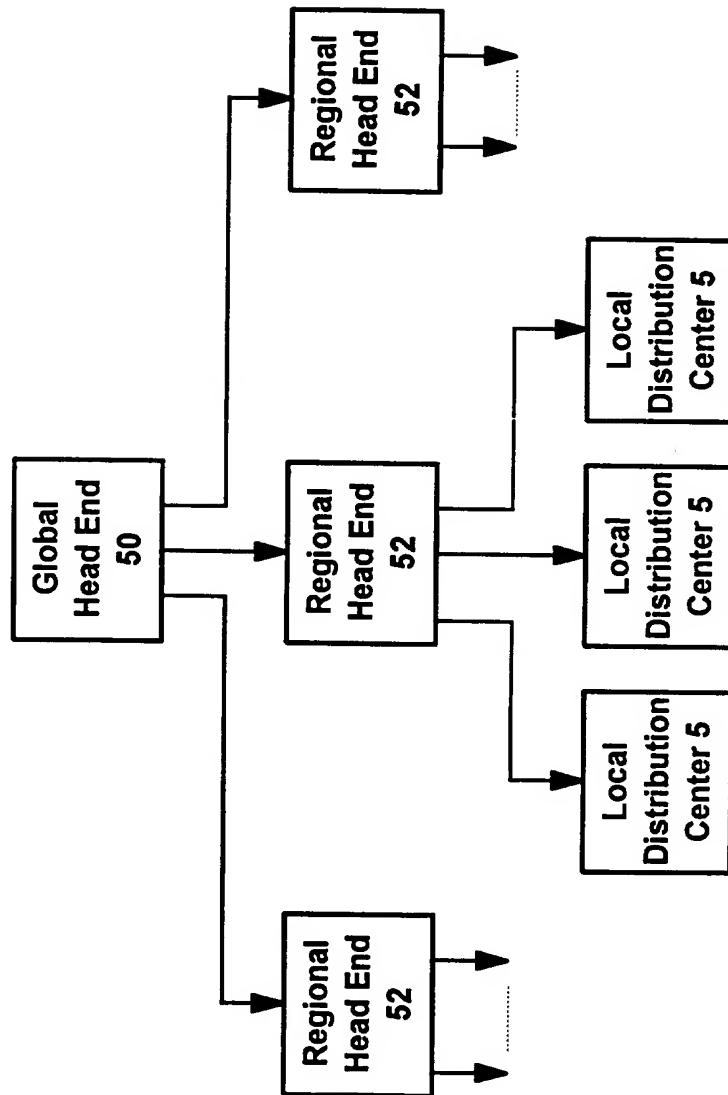 Global
Head End
50
Regional
Head End
52
Regional
Head End
52
Regional
Head End
52
Local
Distribution
Center 5
Local
Distribution
Center 5
Local
Distribution
Center 5